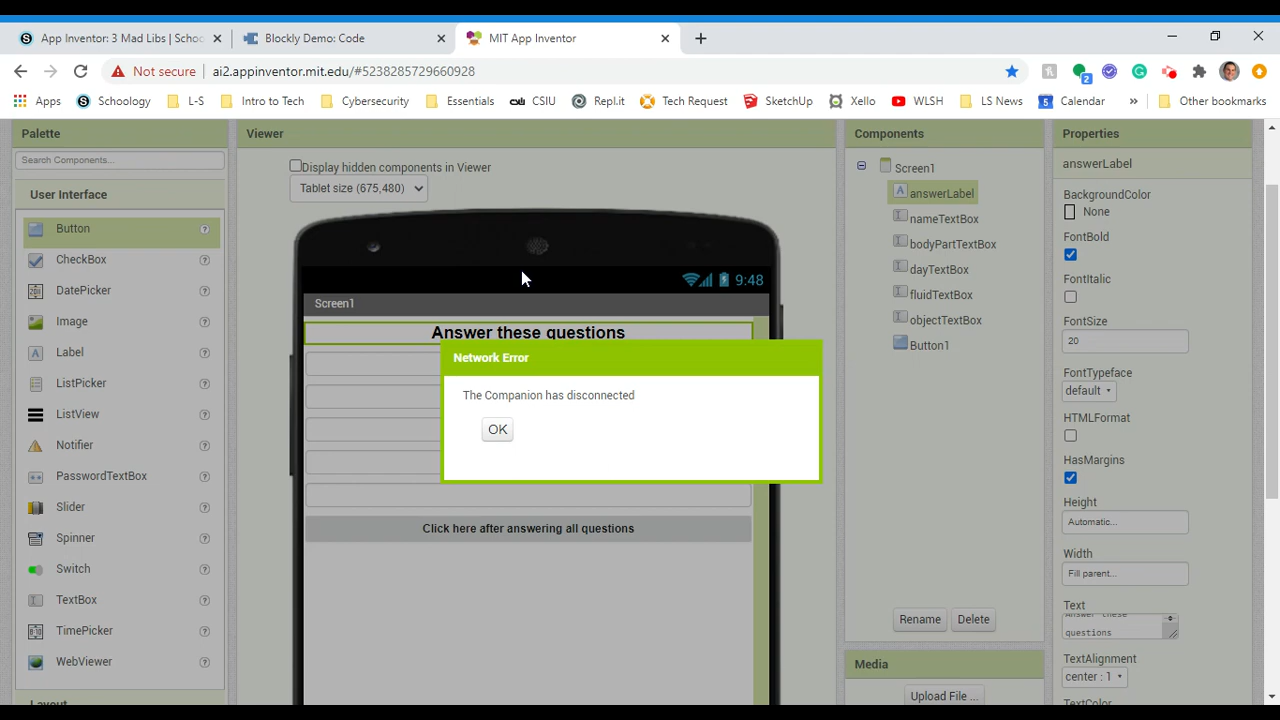 App Inventor: 3 Mad Libs | Schoo
Blockly Demo: Code
MIT App Inventor
Not secure
ai2.appinventor.mit.edu/#5238285729660928
2
Apps
Schoology
L-S
Intro to Tech
Cybersecurity
Essentials
CSIU
Repl.it
Tech Request
SketchUp
Xello
WLSH
LS News
5
Calendar
»
Other bookmarks
Palette
Search Components...
User Interface
Button
CheckBox
DatePicker
Image
Label
ListPicker
ListView
Notifier
PasswordTextBox
Slider
Spinner
Switch
TextBox
TimePicker
WebViewer
Viewer
Display hidden components in Viewer
Tablet size (675,480)
9:48
Screen1
Answer these questions
Network Error
The Companion has disconnected
OK
Click here after answering all questions
Components
Screen1
answerLabel
nameTextBox
bodyPartTextBox
dayTextBox
fluidTextBox
objectTextBox
Button1
Rename
Delete
Media
Upload File ...
Properties
answerLabel
BackgroundColor
None
FontBold
FontItalic
FontSize
20
FontTypeface
default
HTMLFormat
HasMargins
Height
Automatic...
Width
Fill parent...
Text
Answer these
questions
TextAlignment
center : 1